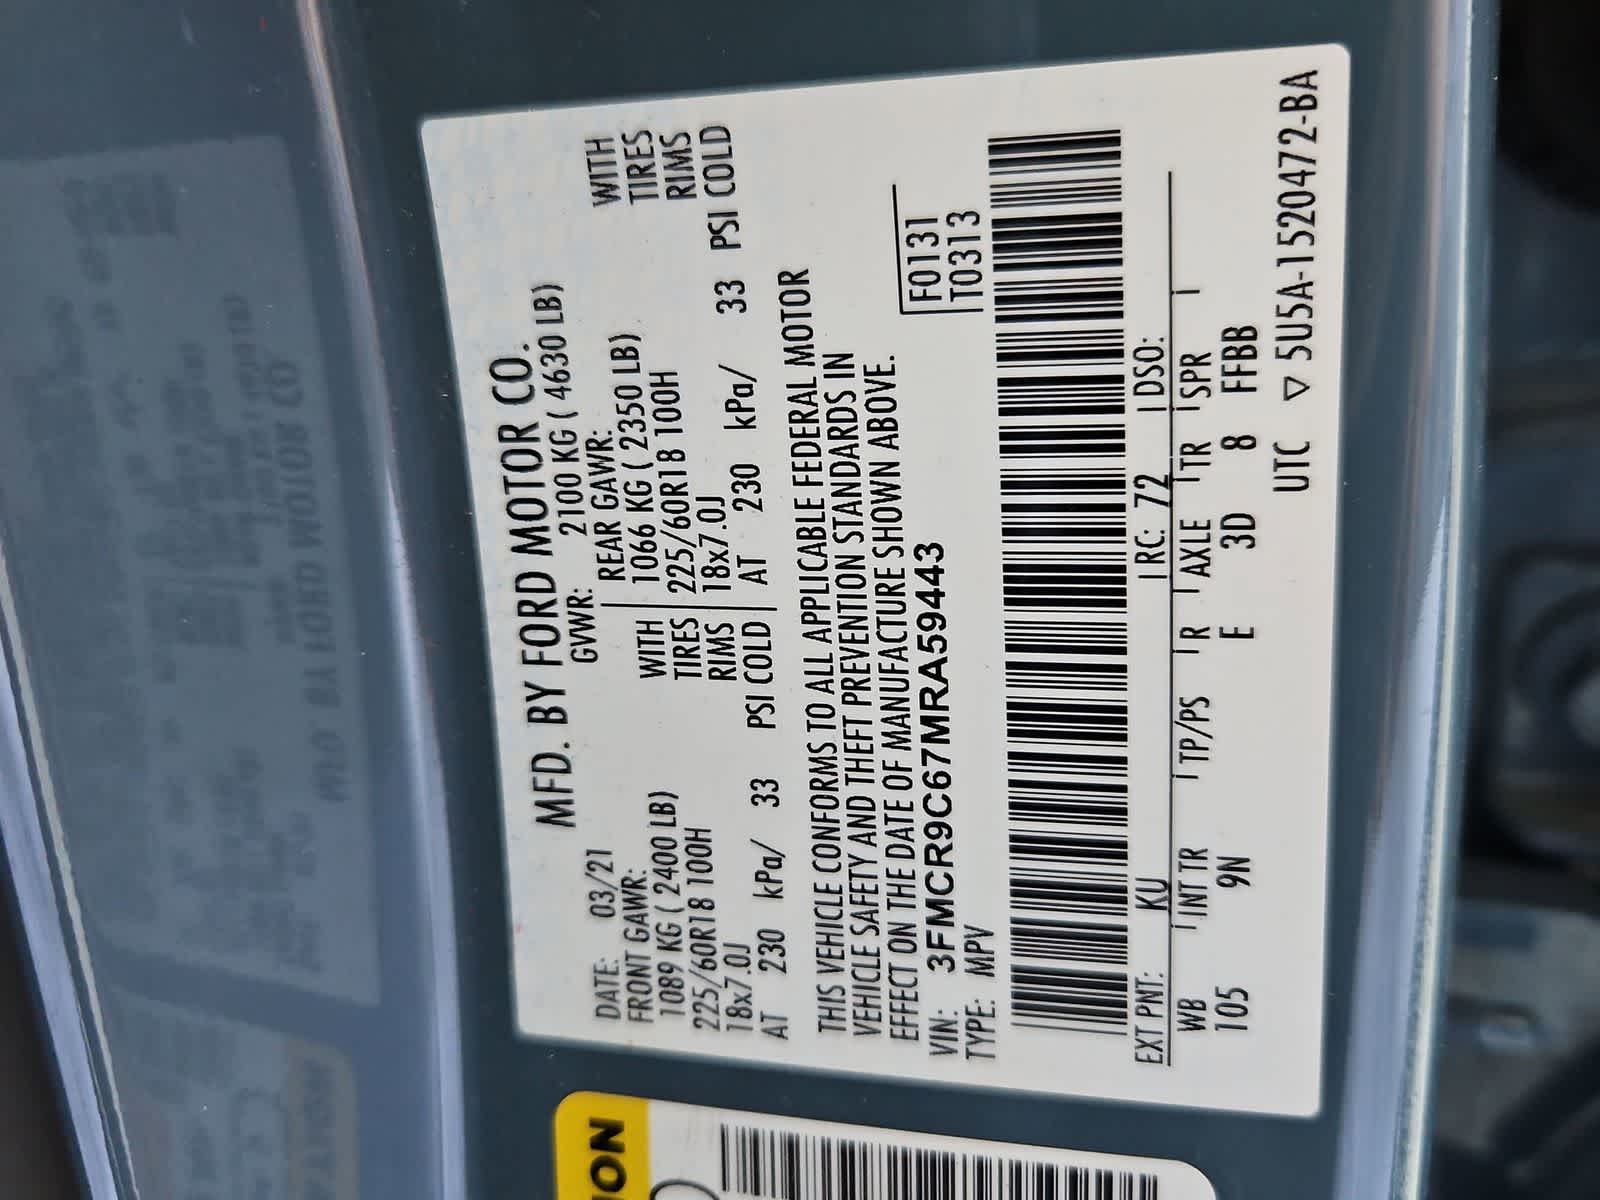 MFD. BY FORD MOTOR CO.
DATE: 03/21 GVWR: 2100 KG ( 4630 LB)
FRONT GAWR: REAR GAWR:
1089 KG ( 2400 LB) WITH 1066 KG ( 2350 LB) WITH
225/60R18 100H TIRES 225/60R18 100H TIRES
18x7.0J RIMS 18x7.0J RIMS
AT 230 kPa/ 33 PSI COLD AT 230 kPa/ 33 PSI COLD
THIS VEHICLE CONFORMS TO ALL APPLICABLE FEDERAL MOTOR
VEHICLE SAFETY AND THEFT PREVENTION STANDARDS IN
EFFECT ON THE DATE OF MANUFACTURE SHOWN ABOVE.
VIN: 3FMCR9C67MRA59443 F0131
TYPE: MPV T0313
EXT PNT: KU RC: 72 DSO:
WB INT TR TP/PS R AXLE TR SPR
105 9N E 3D 8 FFBB
UTC ▽ 5U5A-1520472-BA
ION